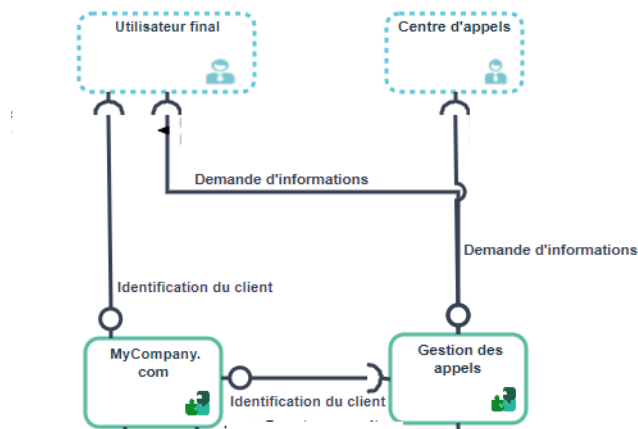 Utilisateur final
Centre d'appels
Demande d'informations
Demande d'informations
Identification du client
MyCompany.
com
Gestion des
appels
Identification du client